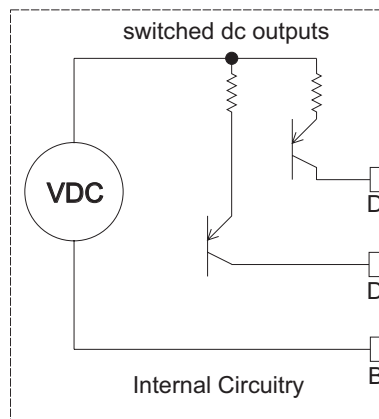 switched dc outputs
VDC
D
D
B
Internal Circuitry